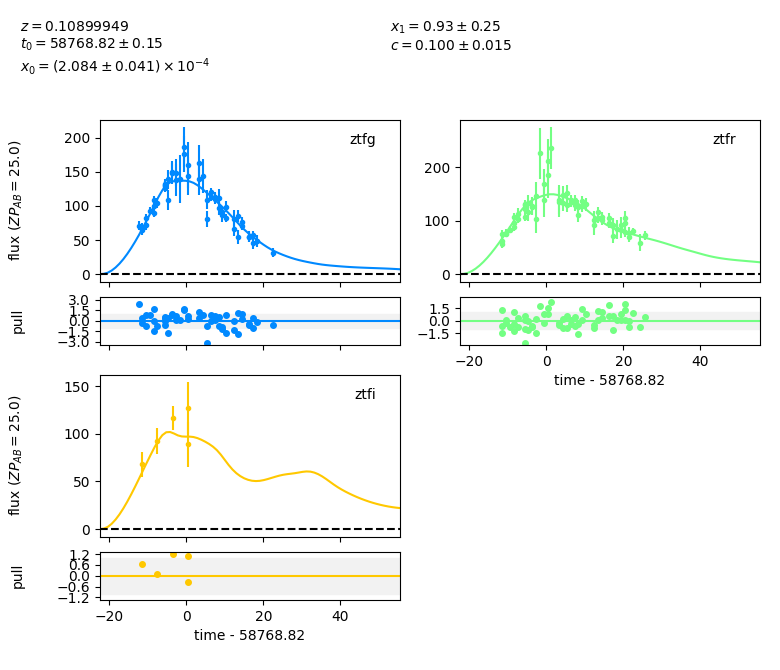 z = 0.10899949
t₀ = 58768.82 ± 0.15
x₀ = (2.084 ± 0.041) × 10⁻⁴
x₁ = 0.93 ± 0.25
c = 0.100 ± 0.015
flux (ZP_AB = 25.0)
200
150
100
50
0
ztfg
200
100
0
ztfr
pull
3.0
1.5
0.0
−1.5
−3.0
1.5
0.0
−1.5
−20 0 20 40
time - 58768.82
flux (ZP_AB = 25.0)
150
100
50
0
ztfi
pull
1.2
0.6
0.0
−0.6
−1.2
−20 0 20 40
time - 58768.82